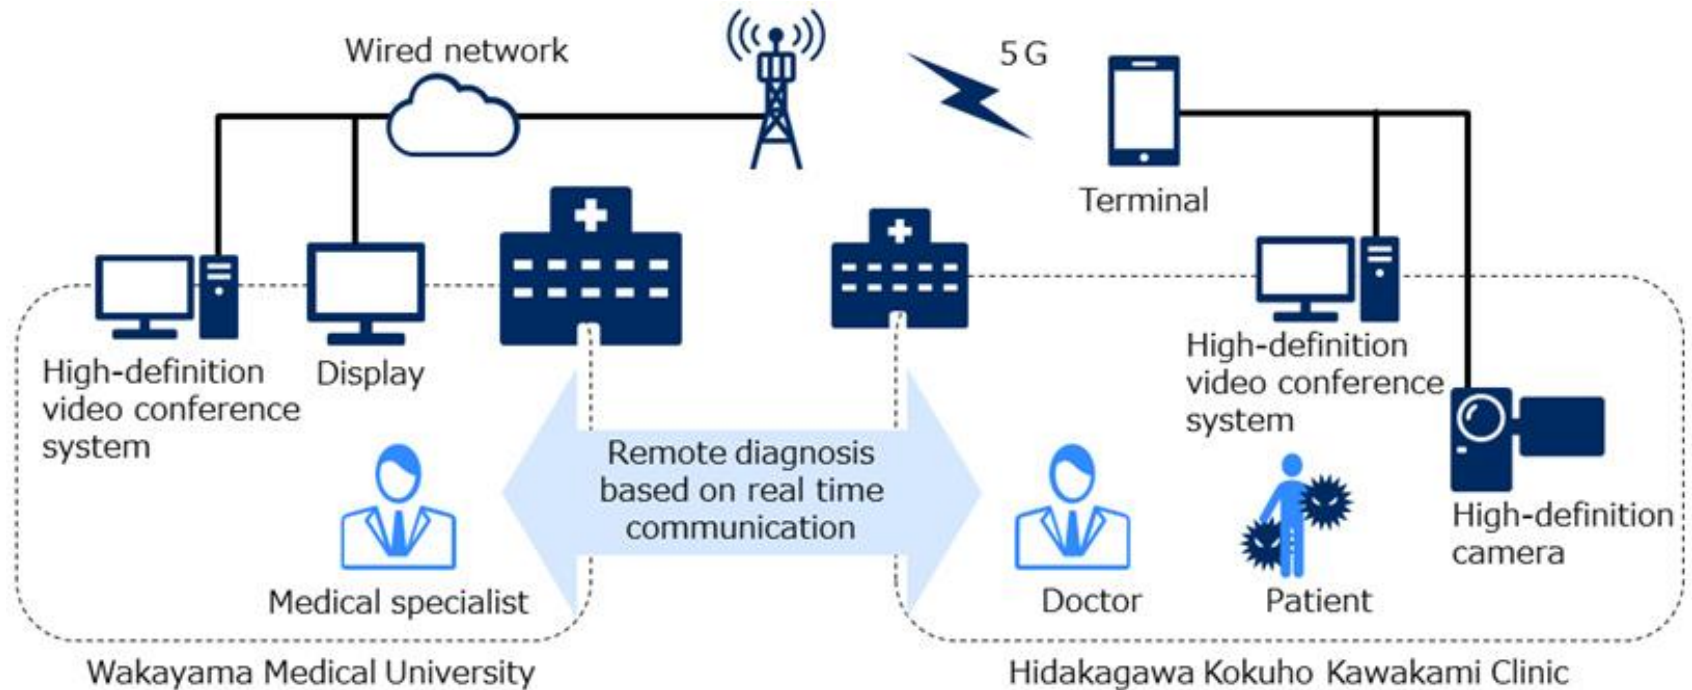 Wired network
5G
Terminal
High-definition
video conference
system
Display
High-definition
video conference
system
Remote diagnosis
based on real time
communication
High-definition
camera
Medical specialist
Doctor
Patient
Wakayama Medical University
Hidakagawa Kokuho Kawakami Clinic